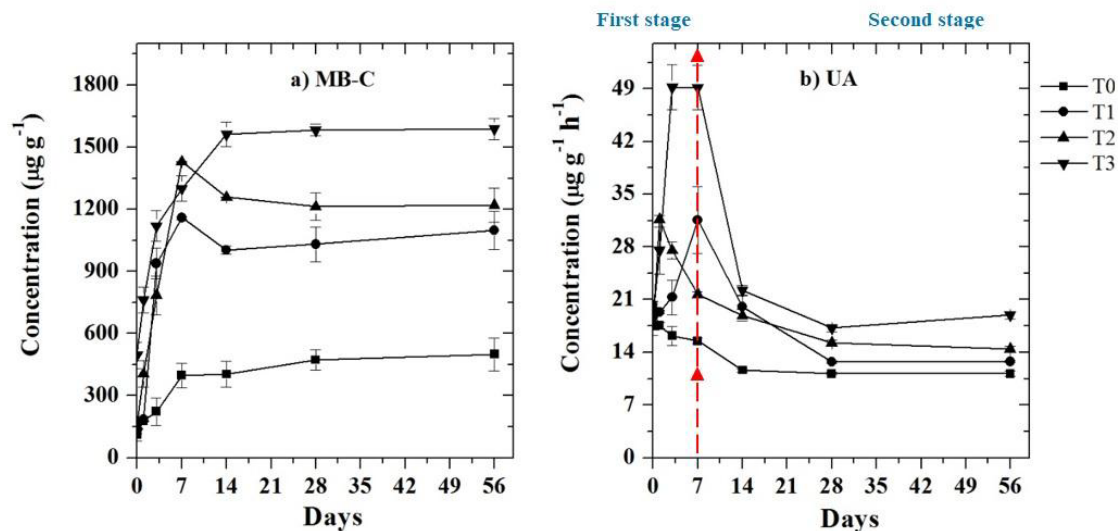 First stage
Second stage
a) MB-C
b) UA
Concentration (µg g⁻¹)
1800
1500
1200
900
600
300
0
0 7 14 21 28 35 42 49 56
Days
Concentration (µg g⁻¹ h⁻¹)
49
42
35
28
21
14
7
0
0 7 14 21 28 35 42 49 56
Days
T0
T1
T2
T3